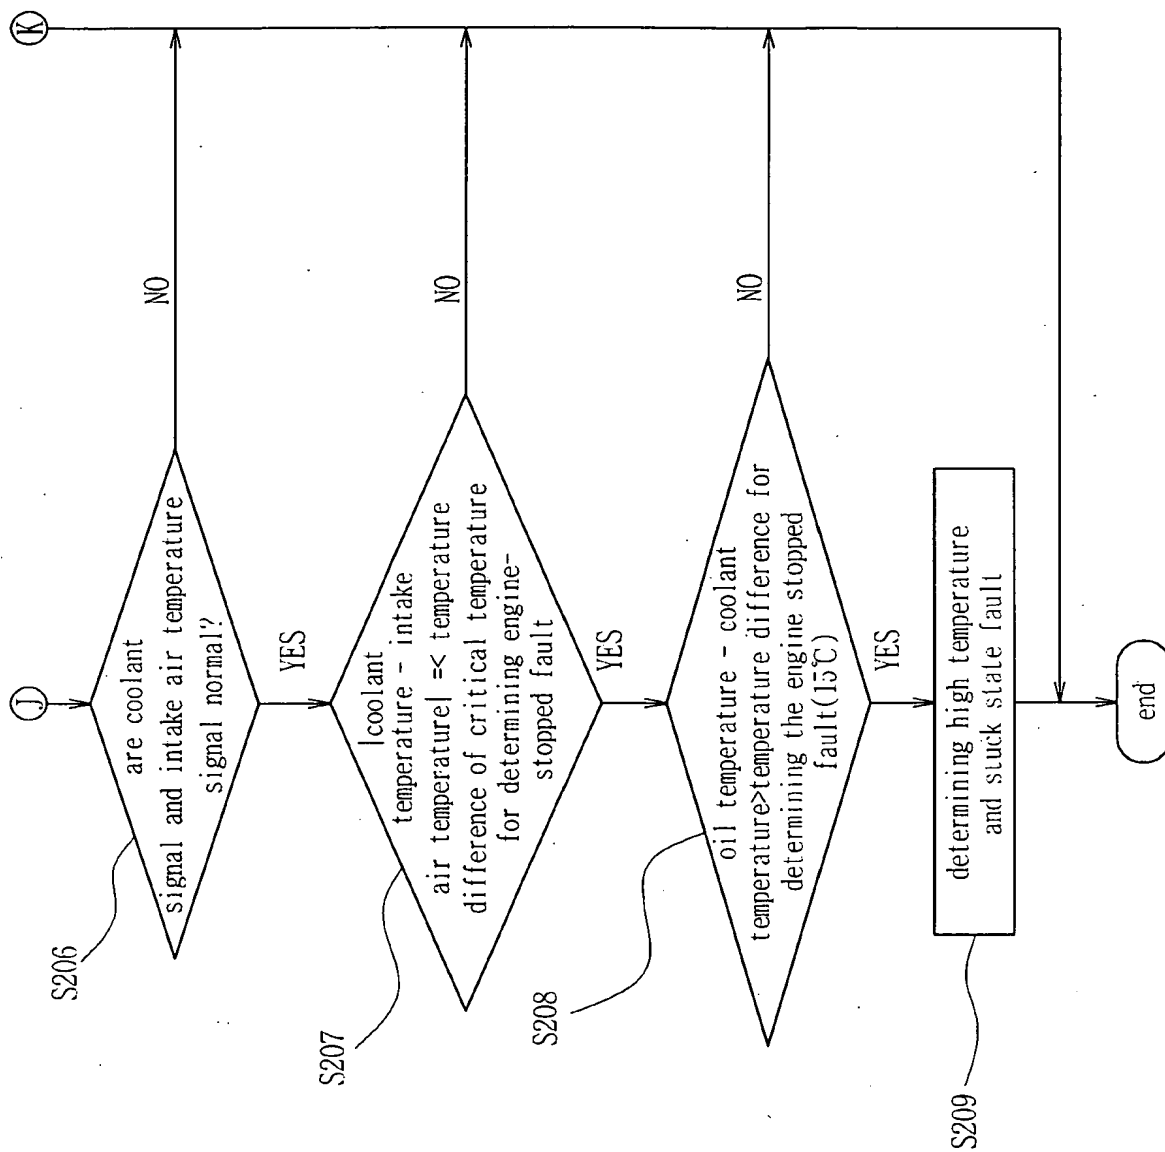 J
K
are coolant
signal and intake air temperature
signal normal?
S206
NO
YES
|coolant
temperature - intake
air temperature| =< temperature
difference of critical temperature
for determining engine-
stopped fault
S207
NO
YES
oil temperature - coolant
temperature>temperature difference for
determining the engine stopped
fault(15℃)
S208
NO
YES
determining high temperature
and stuck state fault
S209
end